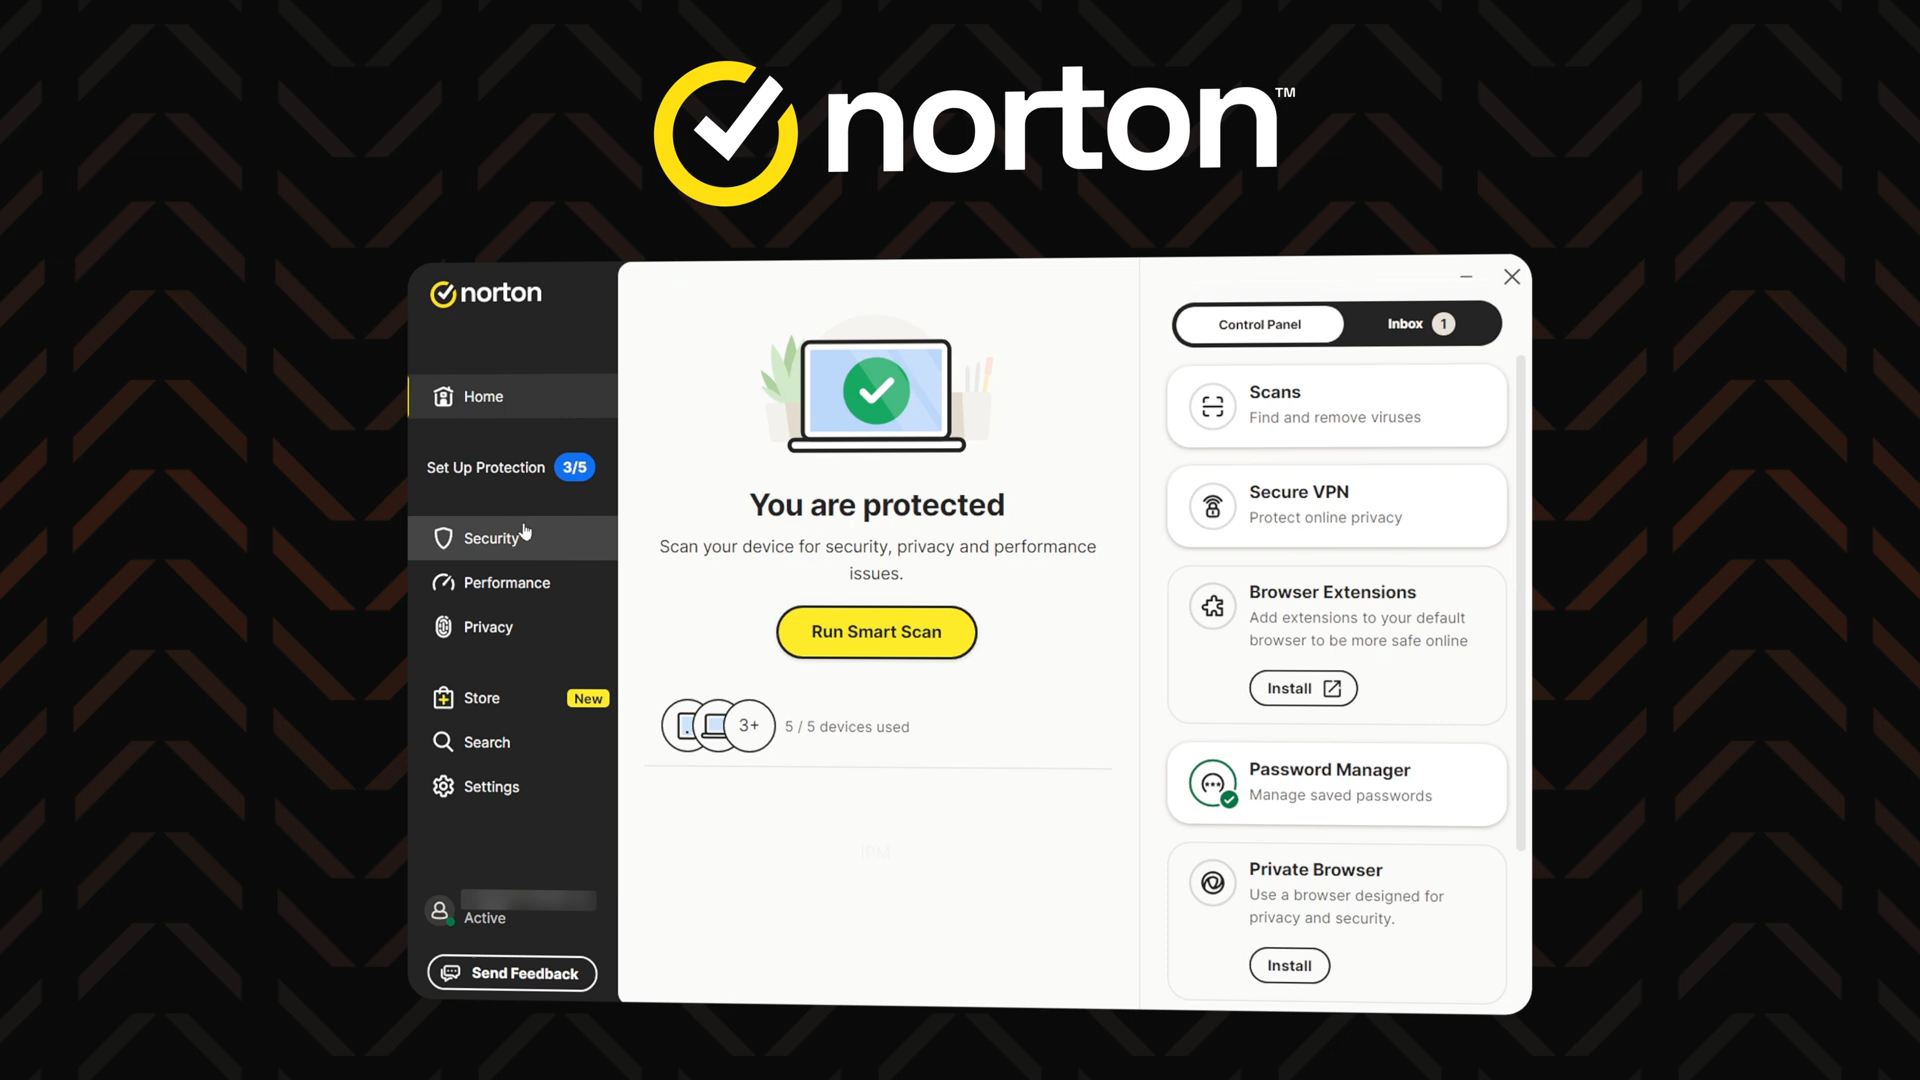 norton™
norton
Home
Set Up Protection 3/5
Security
Performance
Privacy
Store New
Search
Settings
Active
Send Feedback
You are protected
Scan your device for security, privacy and performance
issues.
Run Smart Scan
3+ 5 / 5 devices used
Control Panel Inbox 1
Scans
Find and remove viruses
Secure VPN
Protect online privacy
Browser Extensions
Add extensions to your default
browser to be more safe online
Install
Password Manager
Manage saved passwords
Private Browser
Use a browser designed for
privacy and security.
Install